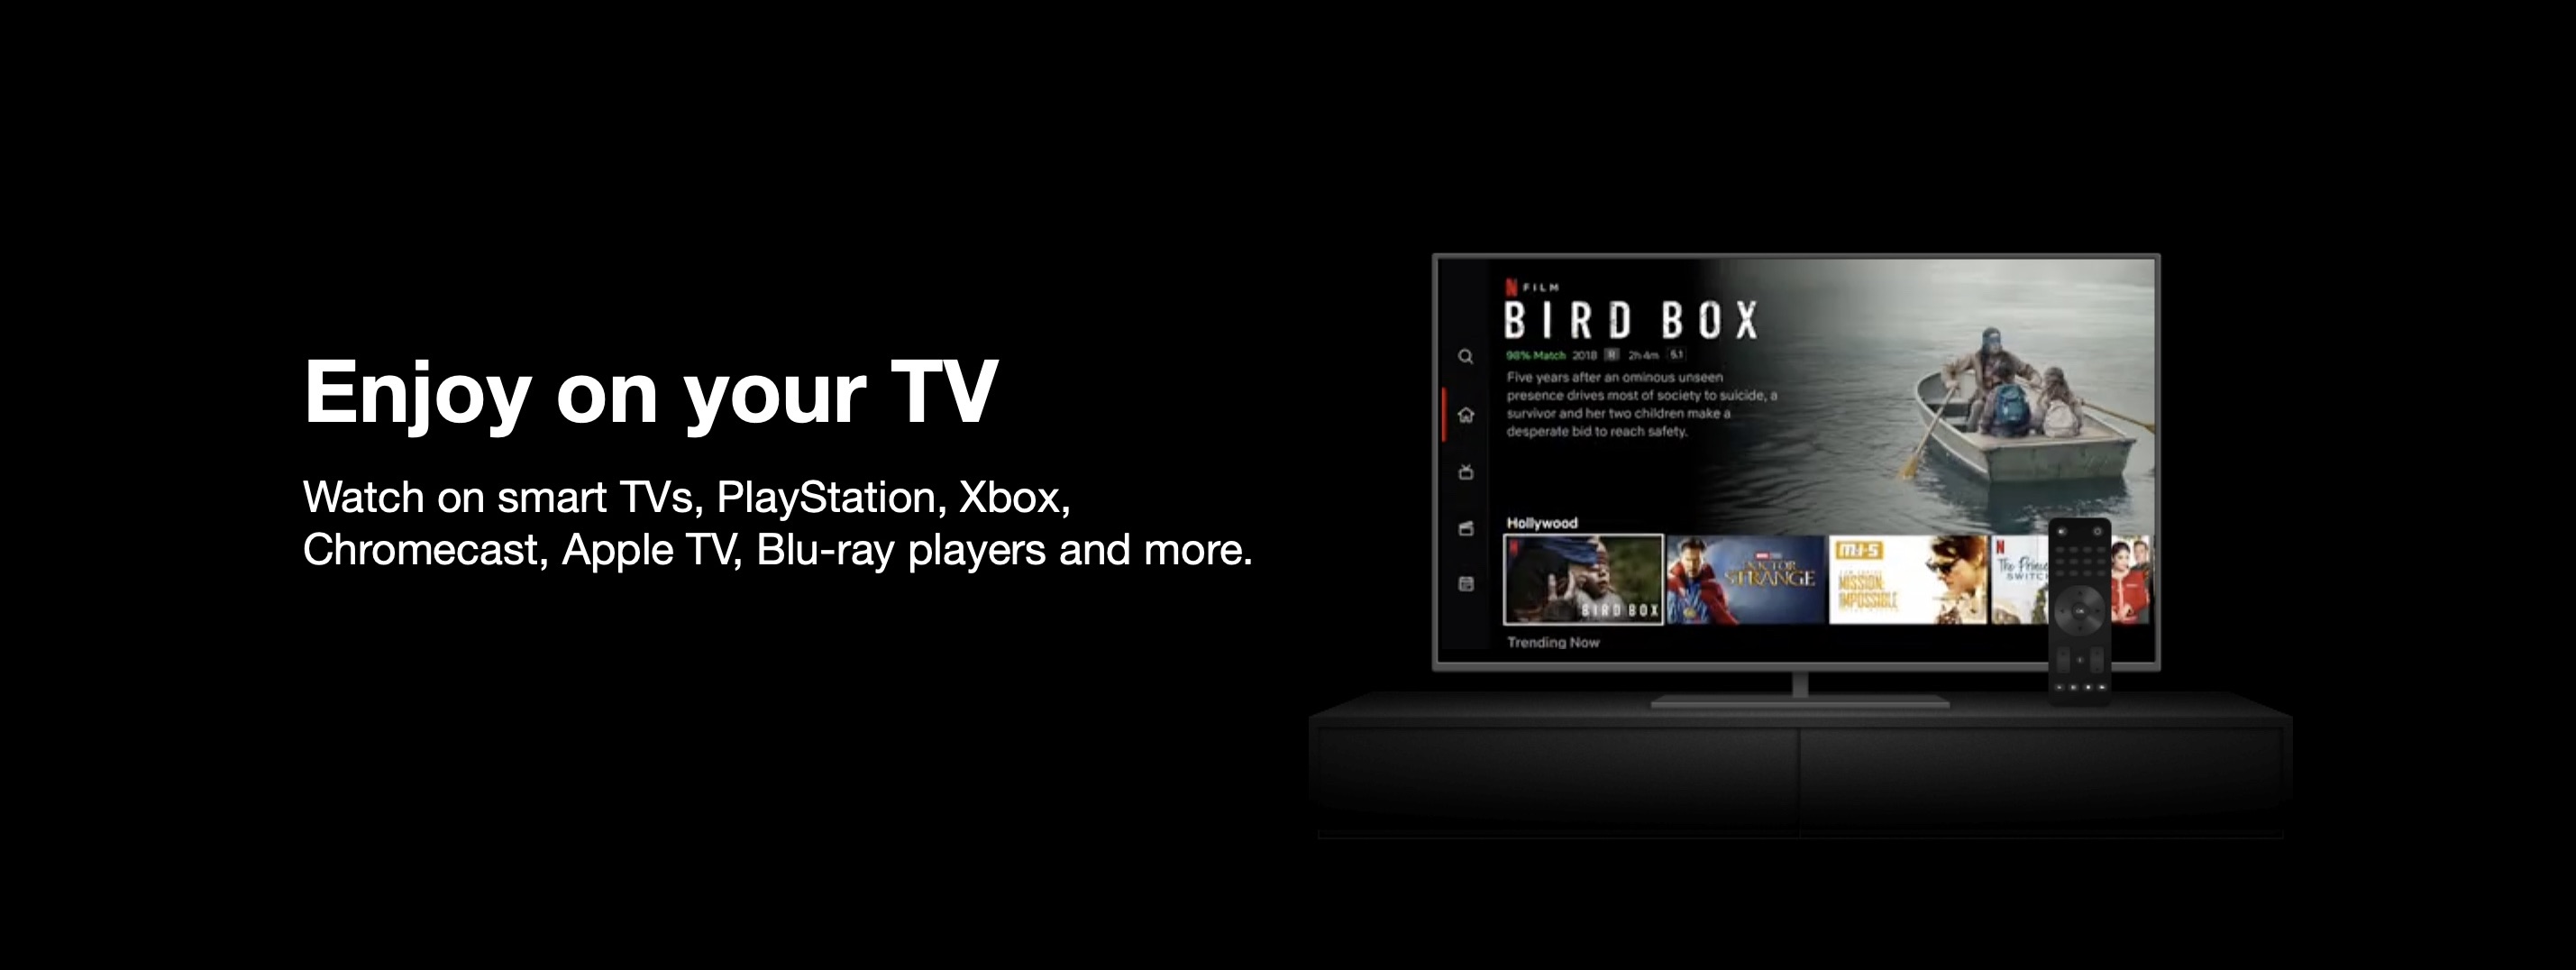 Enjoy on your TV
Watch on smart TVs, PlayStation, Xbox,
Chromecast, Apple TV, Blu-ray players and more.
N FILM
BIRD BOX
98% Match 2018 R 2h 4m 5.1
Five years after an ominous unseen
presence drives most of society to suicide, a
survivor and her two children make a
desperate bid to reach safety.
Hollywood
BIRD BOX
DOCTOR
STRANGE
M:I-5
MISSION:
IMPOSSIBLE
N
The
SWITC
Trending Now